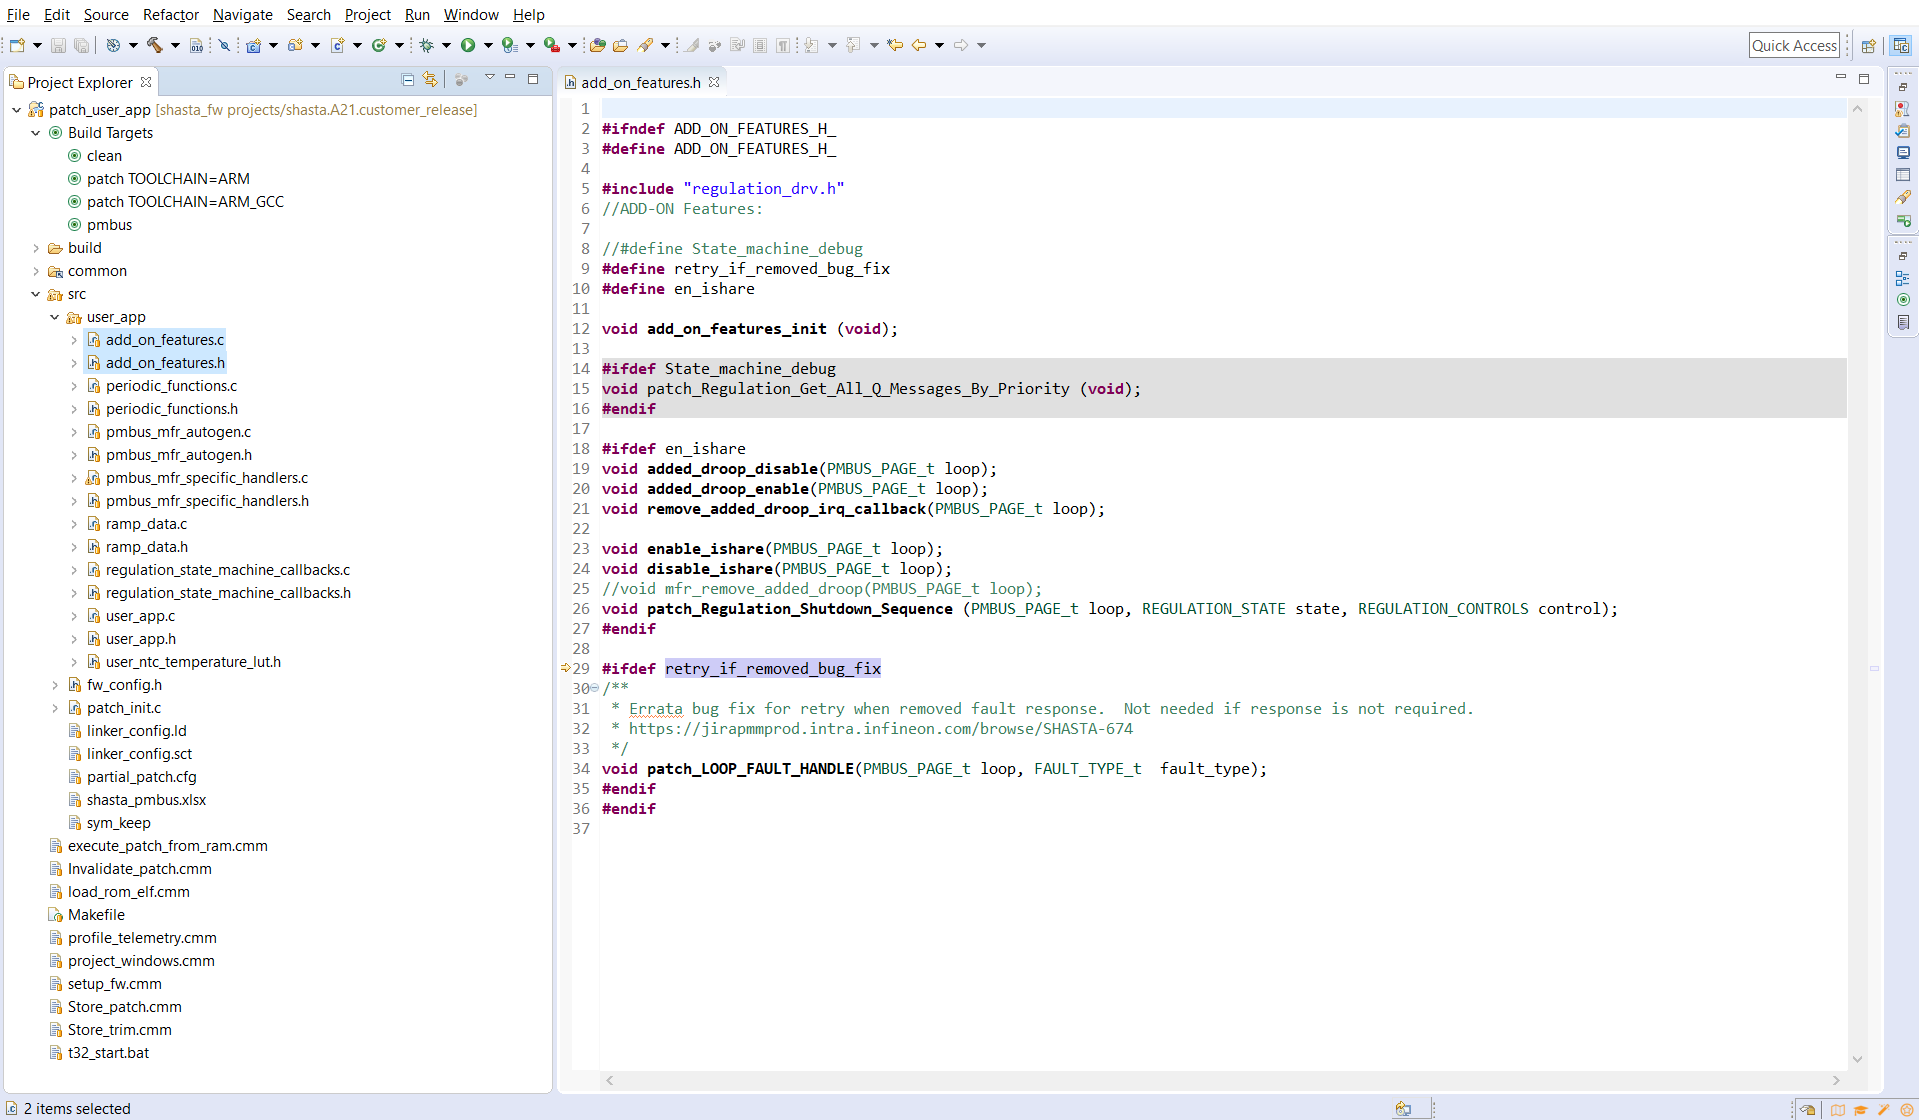 File Edit Source Refactor Navigate Search Project Run Window Help
Quick Access
Project Explorer
patch_user_app [shasta_fw projects/shasta.A21.customer_release]
Build Targets
clean
patch TOOLCHAIN=ARM
patch TOOLCHAIN=ARM_GCC
pmbus
build
common
src
user_app
add_on_features.c
add_on_features.h
periodic_functions.c
periodic_functions.h
pmbus_mfr_autogen.c
pmbus_mfr_autogen.h
pmbus_mfr_specific_handlers.c
pmbus_mfr_specific_handlers.h
ramp_data.c
ramp_data.h
regulation_state_machine_callbacks.c
regulation_state_machine_callbacks.h
user_app.c
user_app.h
user_ntc_temperature_lut.h
fw_config.h
patch_init.c
linker_config.ld
linker_config.sct
partial_patch.cfg
shasta_pmbus.xlsx
sym_keep
execute_patch_from_ram.cmm
Invalidate_patch.cmm
load_rom_elf.cmm
Makefile
profile_telemetry.cmm
project_windows.cmm
setup_fw.cmm
Store_patch.cmm
Store_trim.cmm
t32_start.bat
add_on_features.h
1
2 #ifndef ADD_ON_FEATURES_H_
3 #define ADD_ON_FEATURES_H_
4
5 #include "regulation_drv.h"
6 //ADD-ON Features:
7
8 //#define State_machine_debug
9 #define retry_if_removed_bug_fix
10 #define en_ishare
11
12 void add_on_features_init (void);
13
14 #ifdef State_machine_debug
15 void patch_Regulation_Get_All_Q_Messages_By_Priority (void);
16 #endif
17
18 #ifdef en_ishare
19 void added_droop_disable(PMBUS_PAGE_t loop);
20 void added_droop_enable(PMBUS_PAGE_t loop);
21 void remove_added_droop_irq_callback(PMBUS_PAGE_t loop);
22
23 void enable_ishare(PMBUS_PAGE_t loop);
24 void disable_ishare(PMBUS_PAGE_t loop);
25 //void mfr_remove_added_droop(PMBUS_PAGE_t loop);
26 void patch_Regulation_Shutdown_Sequence (PMBUS_PAGE_t loop, REGULATION_STATE state, REGULATION_CONTROLS control);
27 #endif
28
29 #ifdef retry_if_removed_bug_fix
30 /**
31 * Errata bug fix for retry when removed fault response.  Not needed if response is not required.
32 * https://jirapmmprod.intra.infineon.com/browse/SHASTA-674
33 */
34 void patch_LOOP_FAULT_HANDLE(PMBUS_PAGE_t loop, FAULT_TYPE_t  fault_type);
35 #endif
36 #endif
37
2 items selected